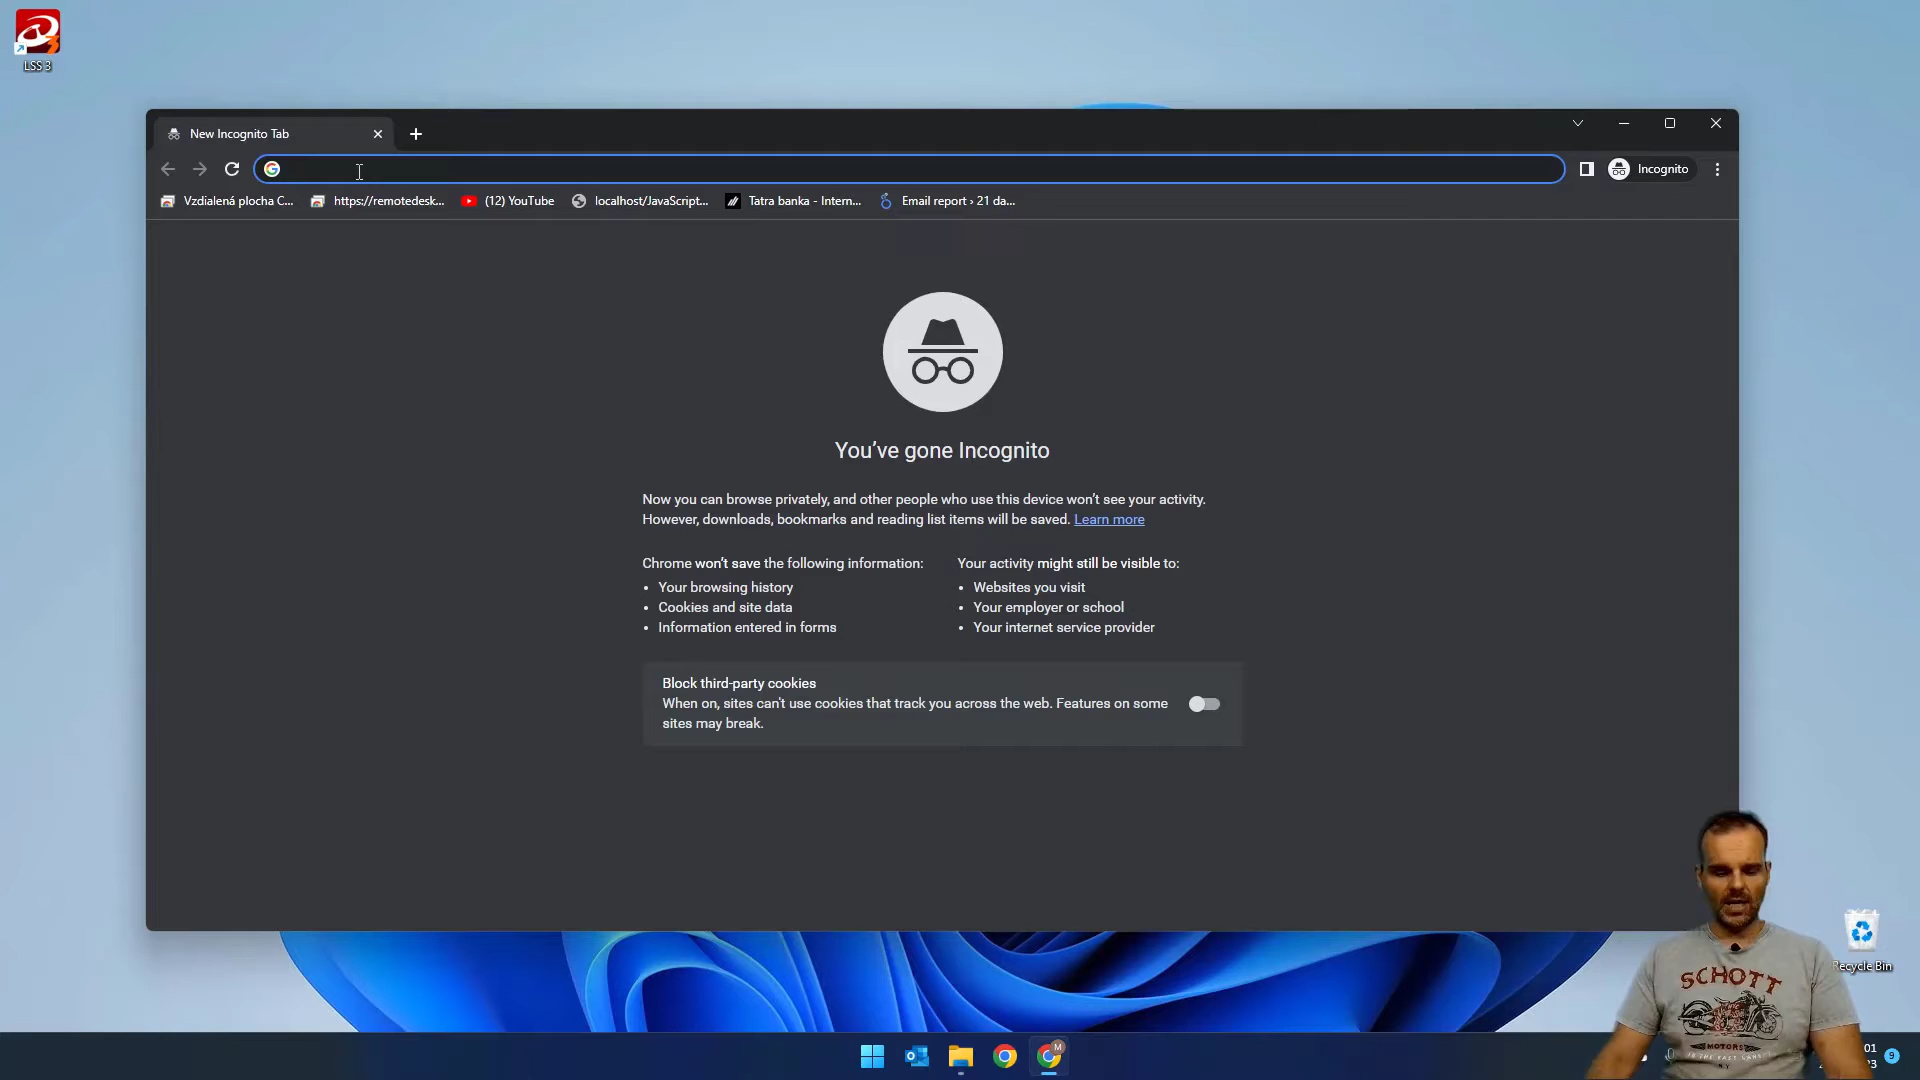 LSS 3
New Incognito Tab
Incognito
Vzdialená plocha C...
https://remotedesk...
(12) YouTube
localhost/JavaScript...
Tatra banka - Intern...
Email report › 21 da...
You've gone Incognito
Now you can browse privately, and other people who use this device won't see your activity.
However, downloads, bookmarks and reading list items will be saved. Learn more
Chrome won't save the following information:
• Your browsing history
• Cookies and site data
• Information entered in forms
Your activity might still be visible to:
• Websites you visit
• Your employer or school
• Your internet service provider
Block third-party cookies
When on, sites can't use cookies that track you across the web. Features on some
sites may break.
Recycle Bin
SCHOTT
MOTORS
N.Y.
M
01
23
9